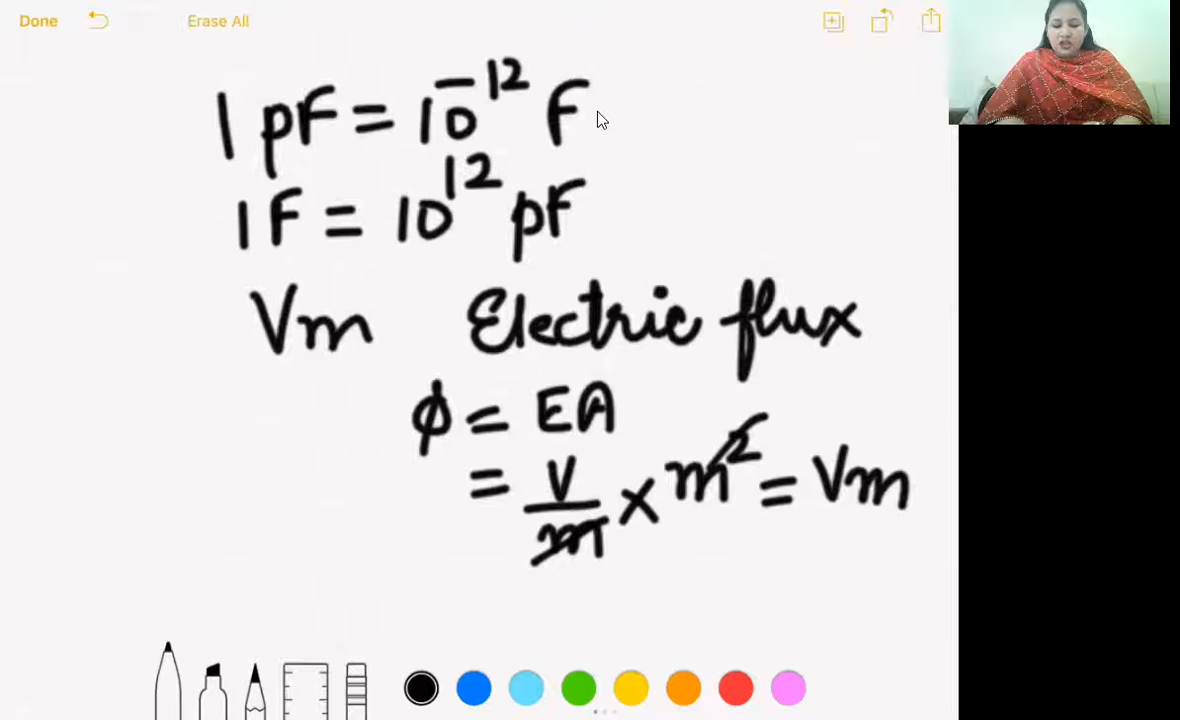 Done Erase All
1 pF = 10⁻¹² F
1 F = 10¹² pF
Vm Electric flux
ϕ = EA
= V/m × m² = Vm